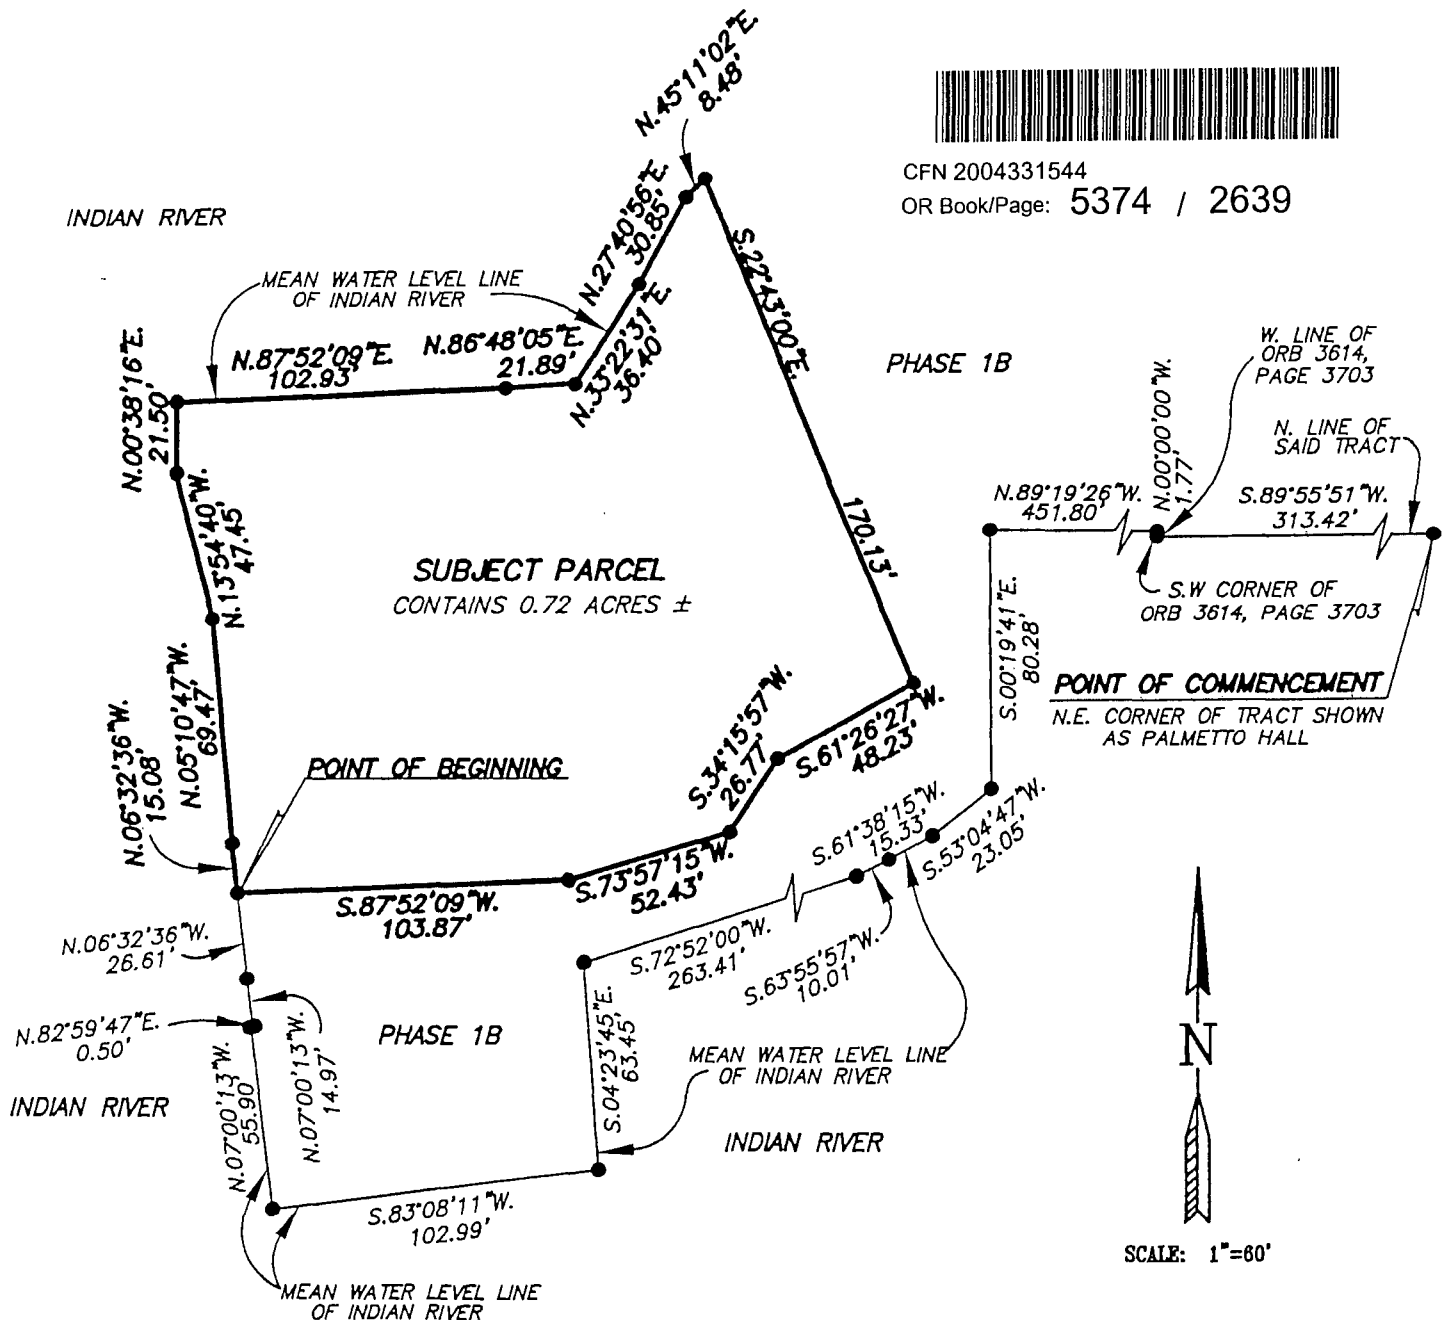 N.45°11'02"E.
8.48'
CFN 2004331544
OR Book/Page: 5374 / 2639
INDIAN RIVER
N.27°40'56"E.
30.85'
MEAN WATER LEVEL LINE
OF INDIAN RIVER
S.22°43'00"E.
170.13'
N.00°38'16"E.
21.50'
N.87°52'09"E.
102.93'
N.86°48'05"E.
21.89'
N.33°22'31"E.
36.40'
PHASE 1B
W. LINE OF
ORB 3614,
PAGE 3703
N.00°00'00"W.
1.77'
N. LINE OF
SAID TRACT
N.89°19'26"W.
451.80'
S.89°55'51"W.
313.42'
N.13°54'40"W.
47.45'
SUBJECT PARCEL
CONTAINS 0.72 ACRES ±
S.W CORNER OF
ORB 3614, PAGE 3703
S.00°19'41"E.
80.28'
POINT OF COMMENCEMENT
N.E. CORNER OF TRACT SHOWN
AS PALMETTO HALL
N.05°10'47"W.
69.47'
N.06°32'36"W.
15.08'
POINT OF BEGINNING
S.34°15'57"W.
26.77'
S.61°26'27"W.
48.23'
S.61°38'15"W.
15.33'
S.53°04'47"W.
23.05'
S.87°52'09"W.
103.87'
S.73°57'15"W.
52.43'
N.06°32'36"W.
26.61'
S.72°52'00"W.
263.41'
S.63°55'57"W.
10.01'
N.82°59'47"E.
0.50'
N.07°00'13"W.
14.97'
PHASE 1B
S.04°23'45"E.
63.45'
MEAN WATER LEVEL LINE
OF INDIAN RIVER
N
INDIAN RIVER
N.07°00'13"W.
55.90'
INDIAN RIVER
S.83°08'11"W.
102.99'
SCALE: 1"=60'
MEAN WATER LEVEL LINE
OF INDIAN RIVER